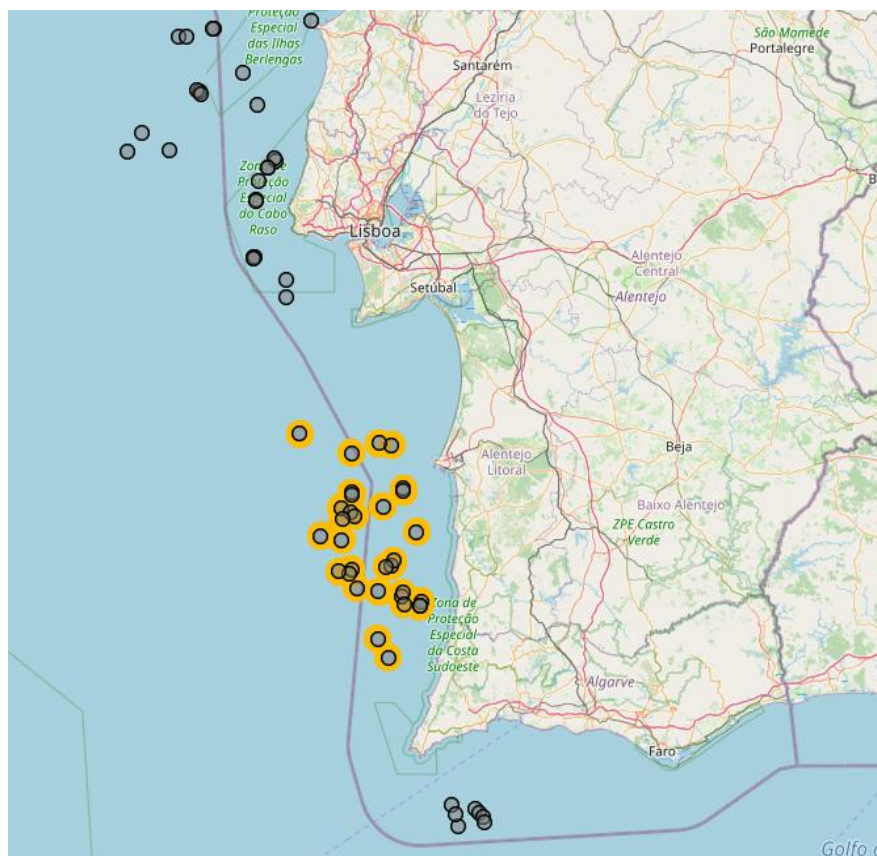 Proteção
Especial
das Ilhas
Berlengas
São Mamede
Portalegre
Santarém
Lezíria
do Tejo
Zona de
Proteção
Especial
do Cabo
Raso
Lisboa
Setúbal
Alentejo
Central
Alentejo
Alentejo
Litoral
Beja
Baixo Alentejo
ZPE Castro
Verde
Zona de
Proteção
Especial
da Costa
Sudoeste
Algarve
Faro
Golfo